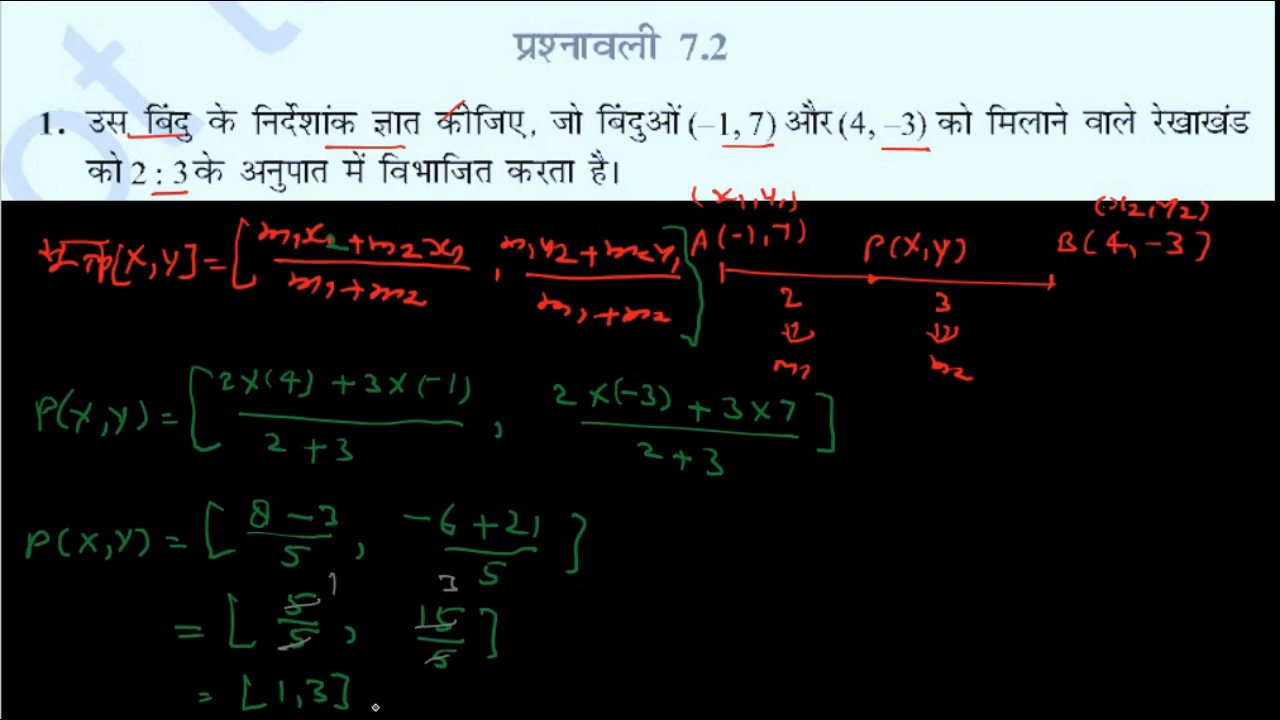 प्रश्नावली 7.2
1. उस बिंदु के निर्देशांक ज्ञात कीजिए, जो बिंदुओं (–1, 7) और (4, –3) को मिलाने वाले रेखाखंड
को 2 : 3 के अनुपात में विभाजित करता है।
(x₁, y₁) (x₂, y₂)
A(-1, 7) P(x, y) B(4, -3)
2 3
m₁ m₂
P[x, y] = [ (m₁x₂ + m₂x₁)/(m₁ + m₂) , (m₁y₂ + m₂y₁)/(m₁ + m₂) ]
P(x, y) = [ (2×(4) + 3×(-1))/(2 + 3) , (2×(-3) + 3×7)/(2 + 3) ]
P(x, y) = [ (8 - 3)/5 , (-6 + 21)/5 ]
1 3
= [ 5/5 , 15/5 ]
= [1, 3]